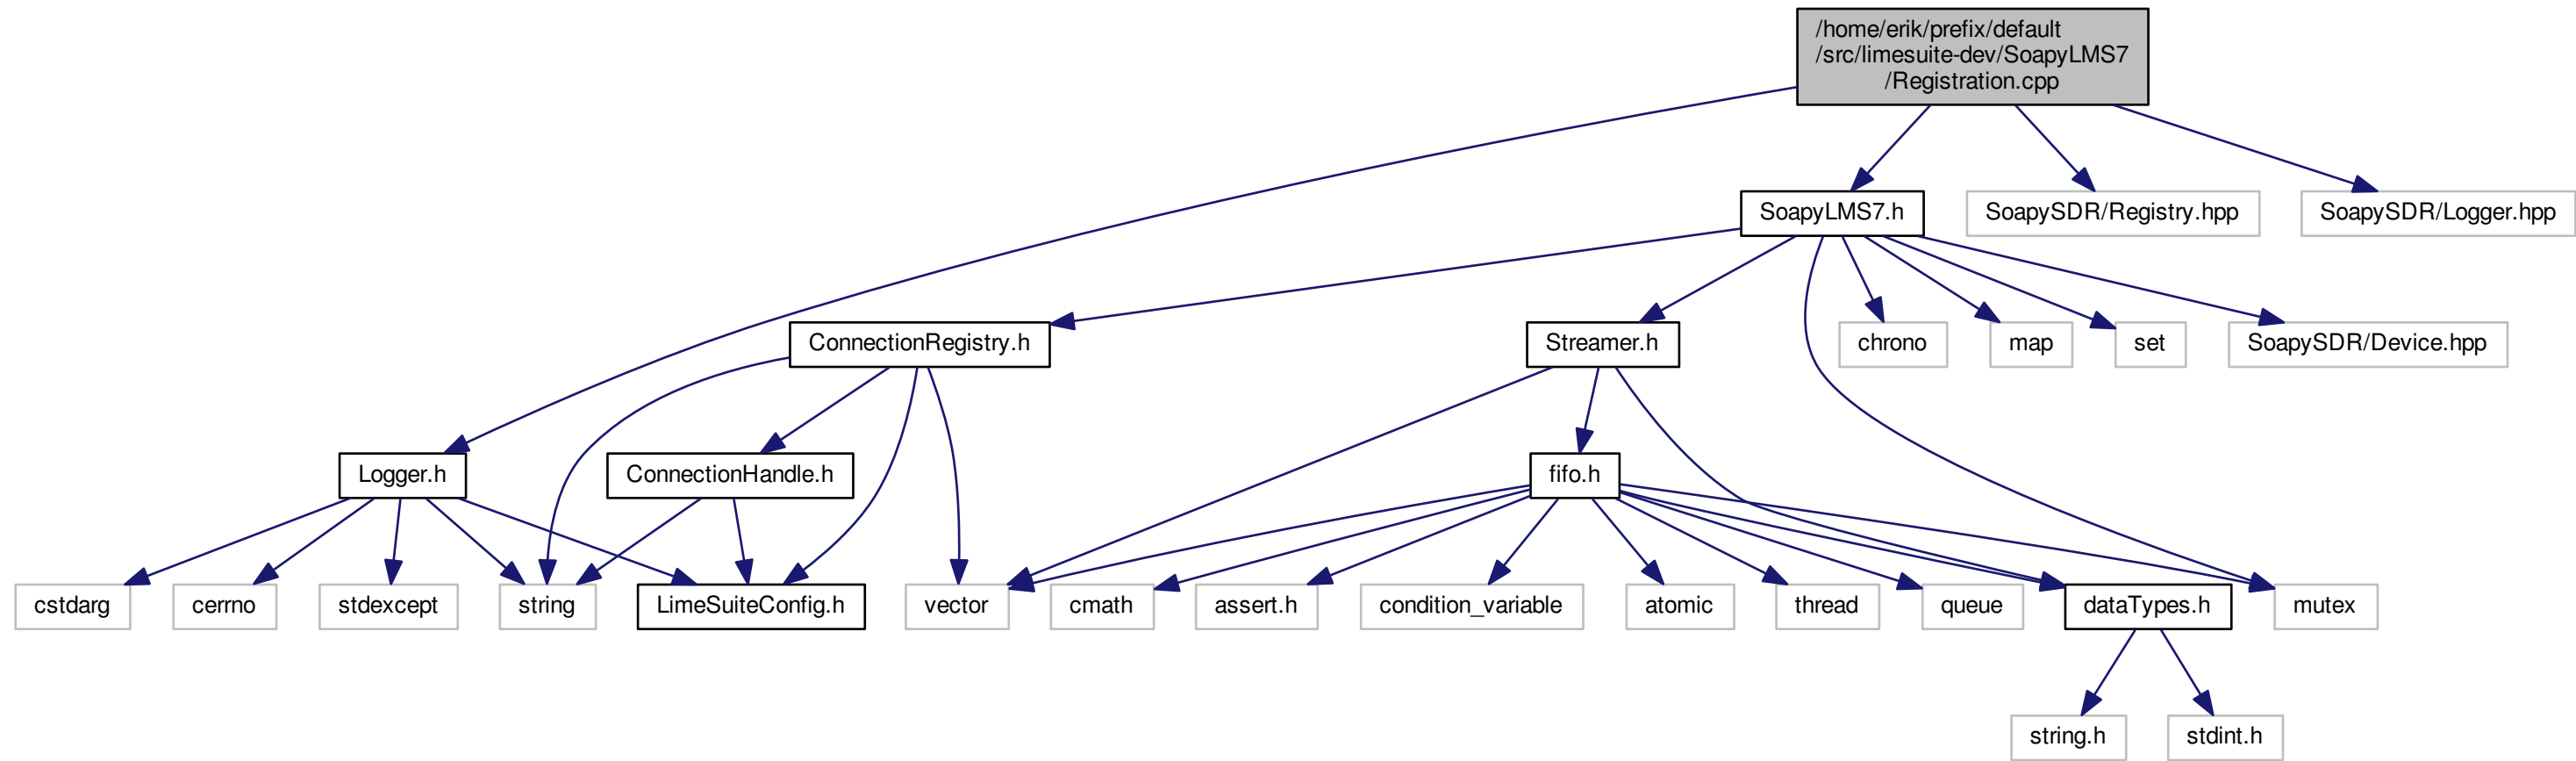 /home/erik/prefix/default
/src/limesuite-dev/SoapyLMS7
/Registration.cpp
SoapyLMS7.h
SoapySDR/Registry.hpp
SoapySDR/Logger.hpp
ConnectionRegistry.h
Streamer.h
chrono
map
set
SoapySDR/Device.hpp
Logger.h
ConnectionHandle.h
fifo.h
cstdarg
cerrno
stdexcept
string
LimeSuiteConfig.h
vector
cmath
assert.h
condition_variable
atomic
thread
queue
dataTypes.h
mutex
string.h
stdint.h